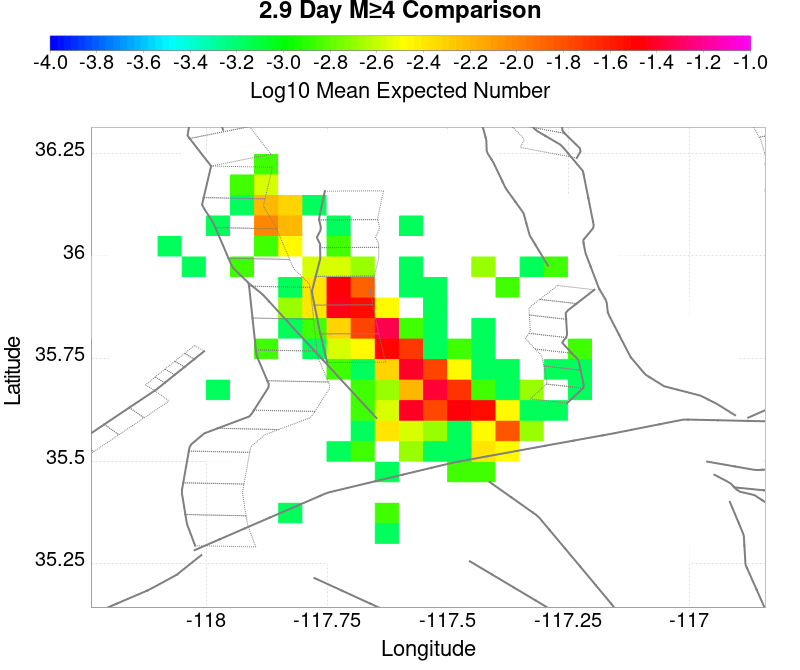 2.9 Day M≥4 Comparison
-4.0 -3.8 -3.6 -3.4 -3.2 -3.0 -2.8 -2.6 -2.4 -2.2 -2.0 -1.8 -1.6 -1.4 -1.2 -1.0
Log10 Mean Expected Number
36.25
36
35.75
35.5
35.25
Latitude
-118 -117.75 -117.5 -117.25 -117
Longitude